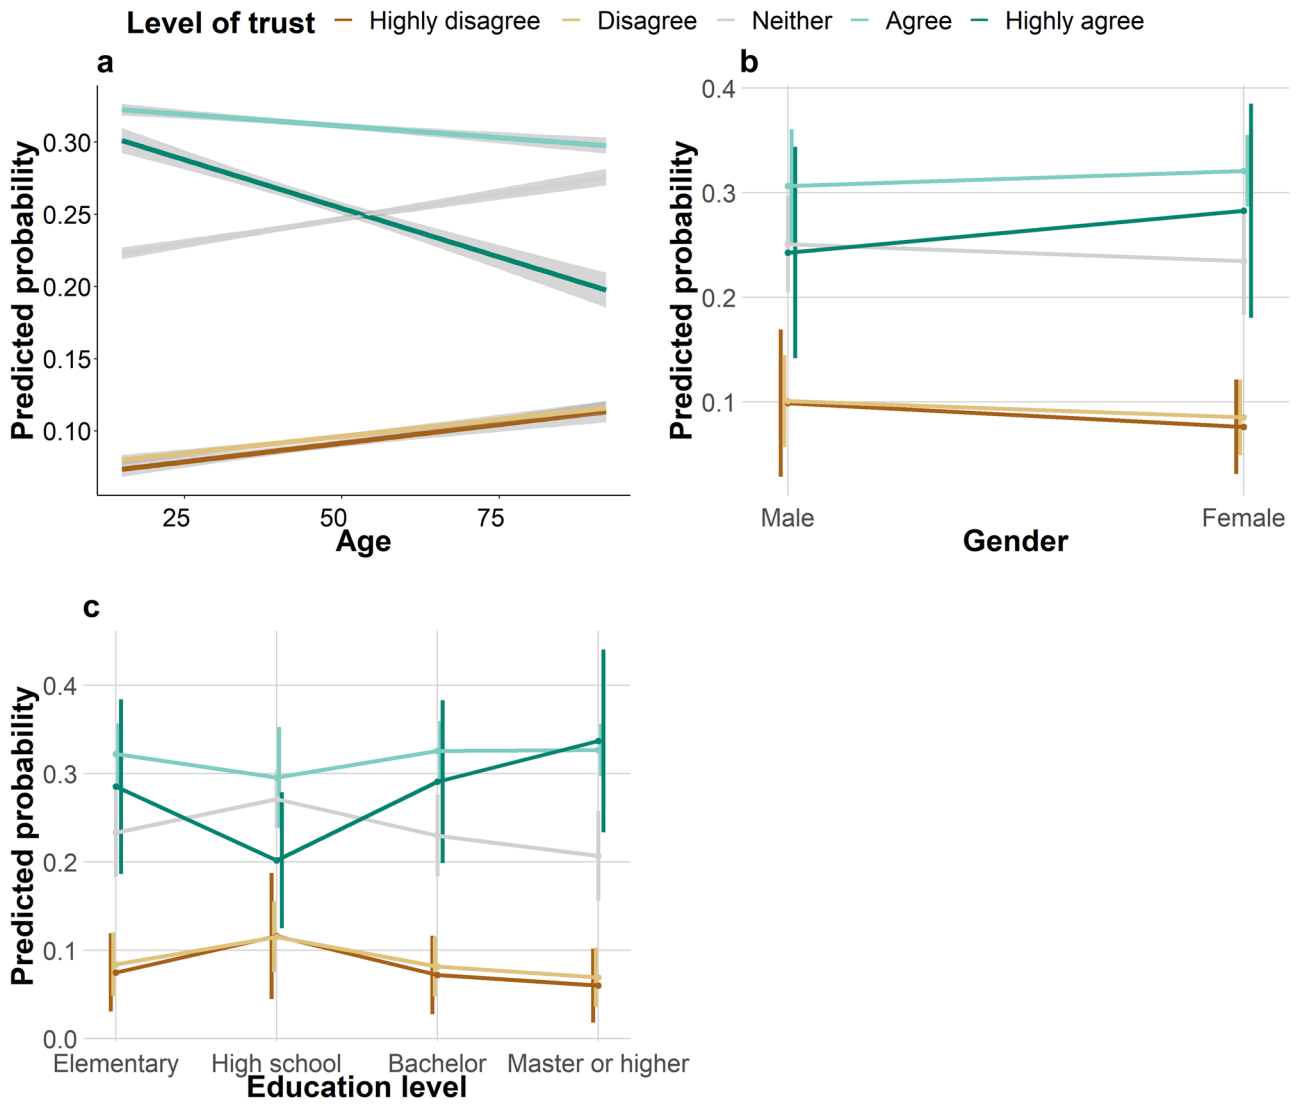 Level of trust Highly disagree Disagree Neither Agree Highly agree
a
Predicted probability
0.30
0.25
0.20
0.15
0.10
25 50 75
Age
b
Predicted probability
0.4
0.3
0.2
0.1
Male Female
Gender
c
Predicted probability
0.4
0.3
0.2
0.1
0.0
Elementary High school Bachelor Master or higher
Education level